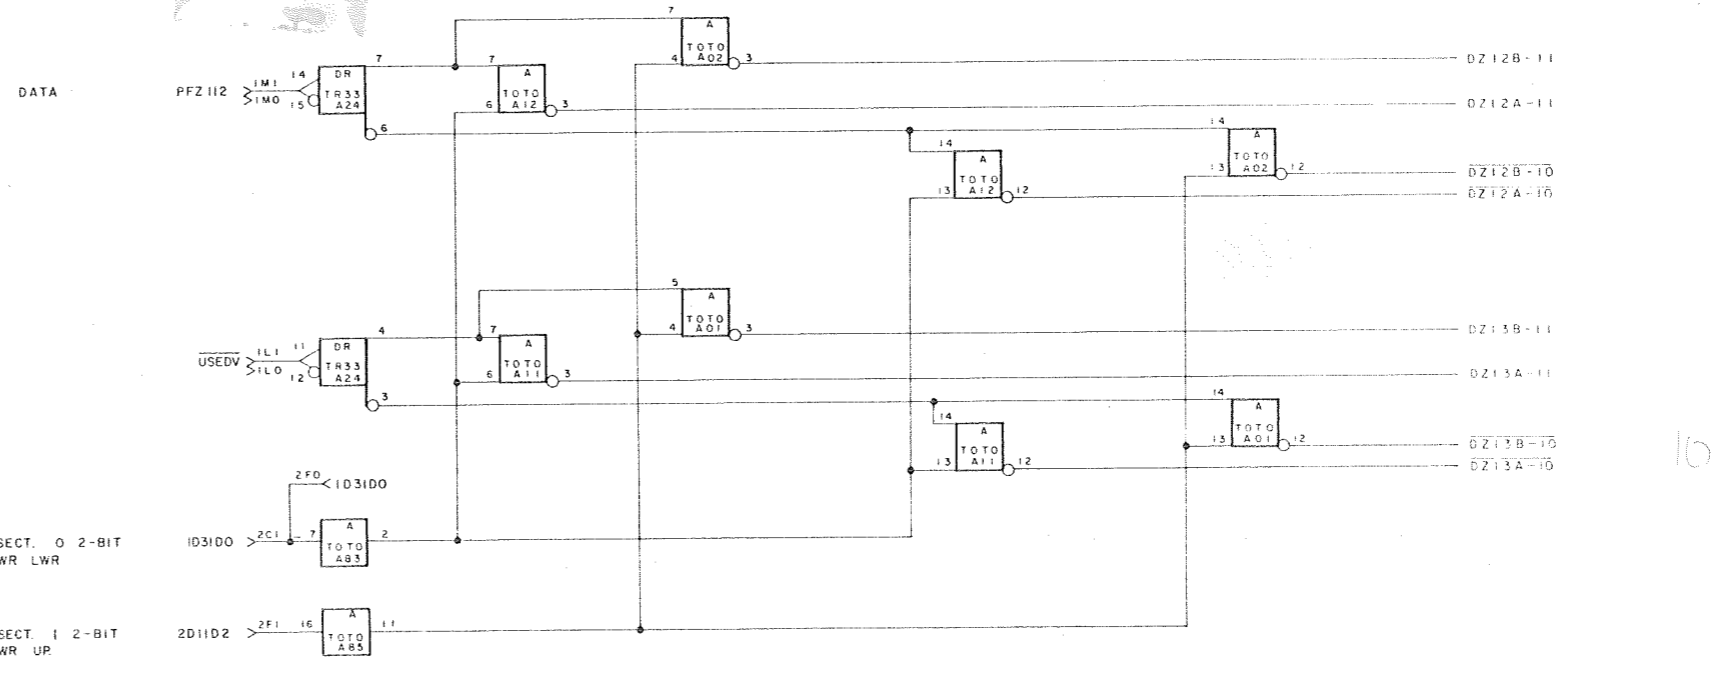 7
A
TOTO
A02
4
3
DZ12B-11
DATA
PFZ112
1M1
1M0
14
15
DR
TR33
A24
7
6
7
A
TOTO
A12
6
3
DZ12A-11
14
A
TOTO
A02
13
12
DZ12B-10
14
A
TOTO
A12
13
12
DZ12A-10
5
A
TOTO
A01
4
3
DZ13B-11
USEDV
1L1
1L0
11
12
DR
TR33
A24
4
3
7
A
TOTO
A11
6
3
DZ13A-11
14
A
TOTO
A01
13
12
DZ13B-10
14
A
TOTO
A11
13
12
DZ13A-10
16
2F0
1D31D0
SECT. 0 2-BIT
WR LWR
1D31D0
2C1
7
A
TOTO
A83
2
SECT. 1 2-BIT
WR UP.
2D11D2
2F1
16
A
TOTO
A85
11